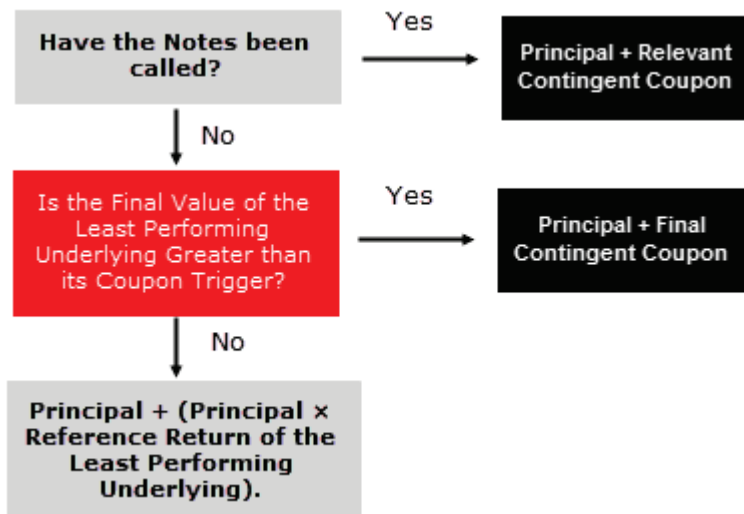 Have the Notes been
called?
Yes
Principal + Relevant
Contingent Coupon
No
Is the Final Value of the
Least Performing
Underlying Greater than
its Coupon Trigger?
Yes
Principal + Final
Contingent Coupon
No
Principal + (Principal ×
Reference Return of the
Least Performing
Underlying).